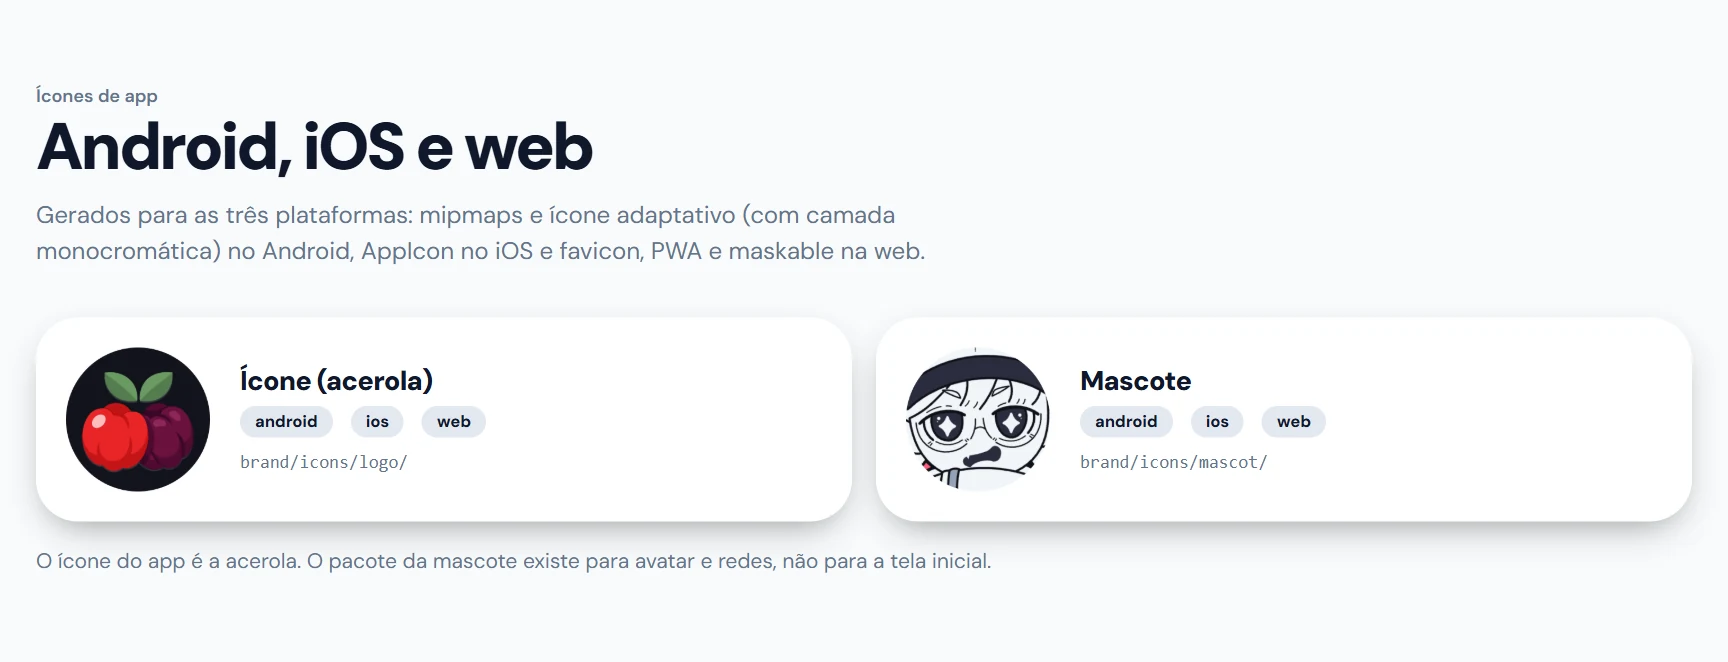 Ícones de app
Android, iOS e web
Gerados para as três plataformas: mipmaps e ícone adaptativo (com camada
monocromática) no Android, AppIcon no iOS e favicon, PWA e maskable na web.
Ícone (acerola)
android ios web
brand/icons/logo/
Mascote
android ios web
brand/icons/mascot/
O ícone do app é a acerola. O pacote da mascote existe para avatar e redes, não para a tela inicial.